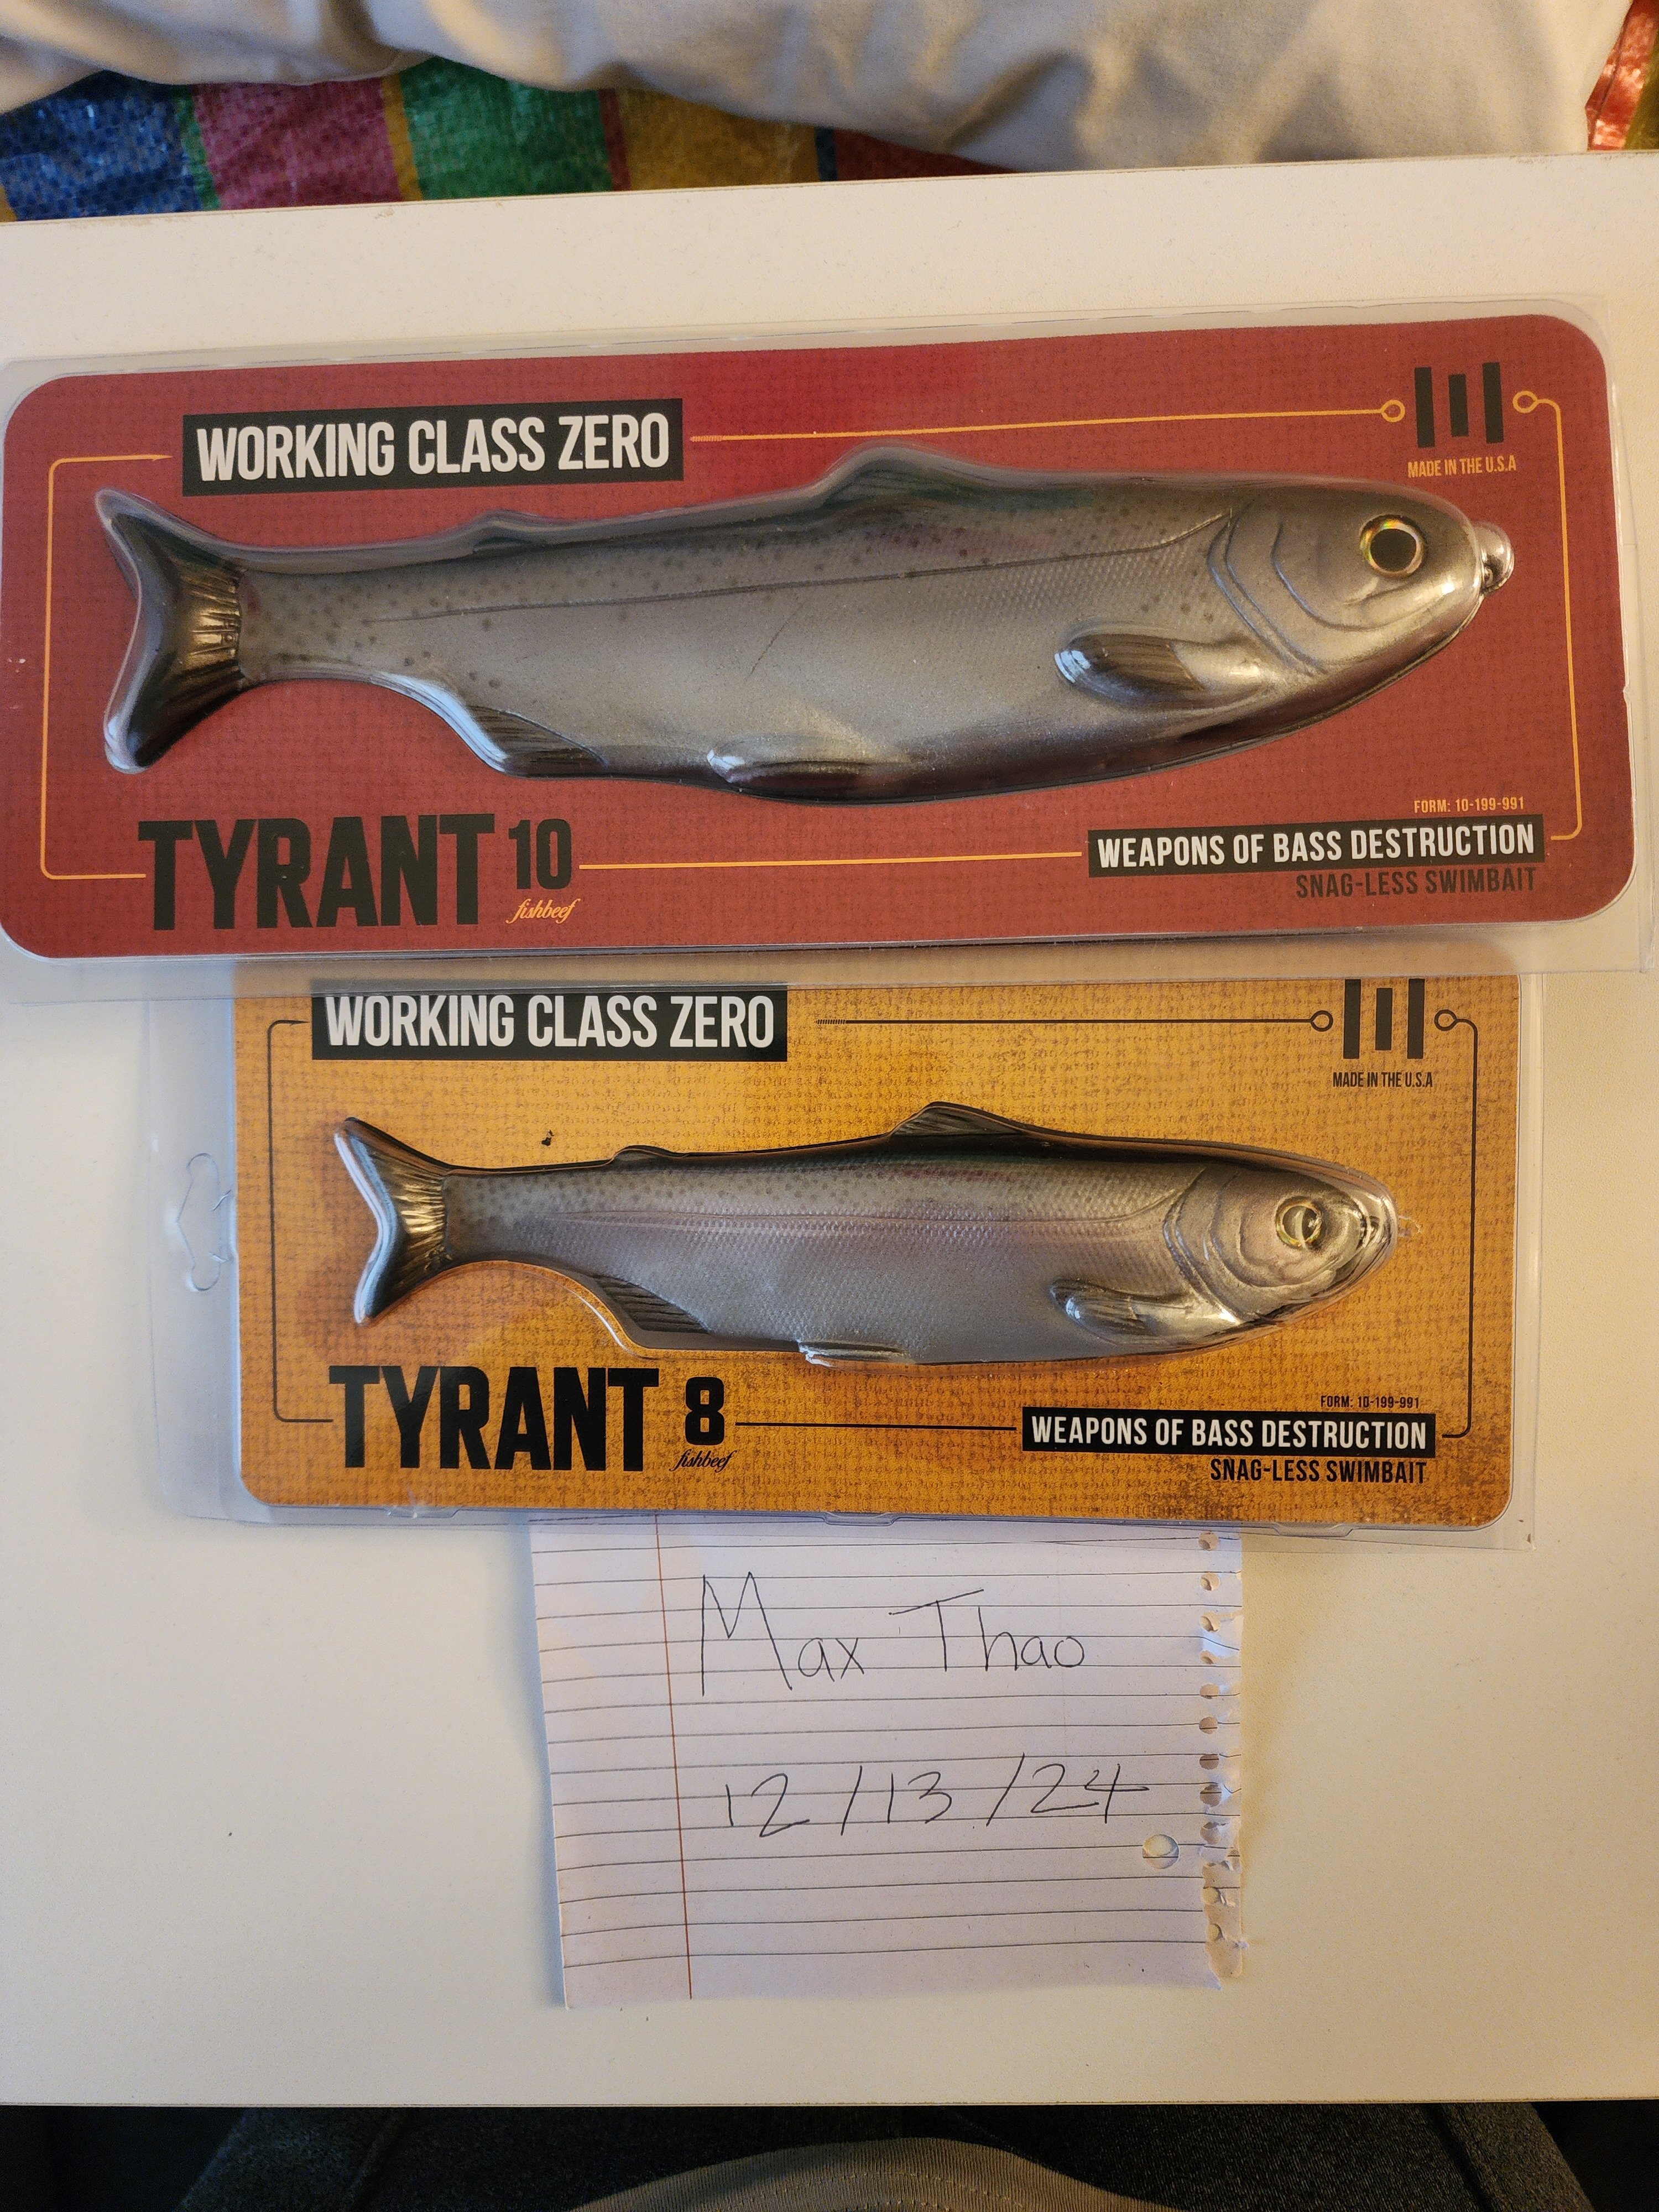 WORKING CLASS ZERO
MADE IN THE U.S.A
FORM: 10-199-991
TYRANT 10
WEAPONS OF BASS DESTRUCTION
fishbeef
SNAG-LESS SWIMBAIT
WORKING CLASS ZERO
MADE IN THE U.S.A
FORM: 10-199-991
TYRANT 8
WEAPONS OF BASS DESTRUCTION
fishbeef
SNAG-LESS SWIMBAIT
Max Thao
12/13/24